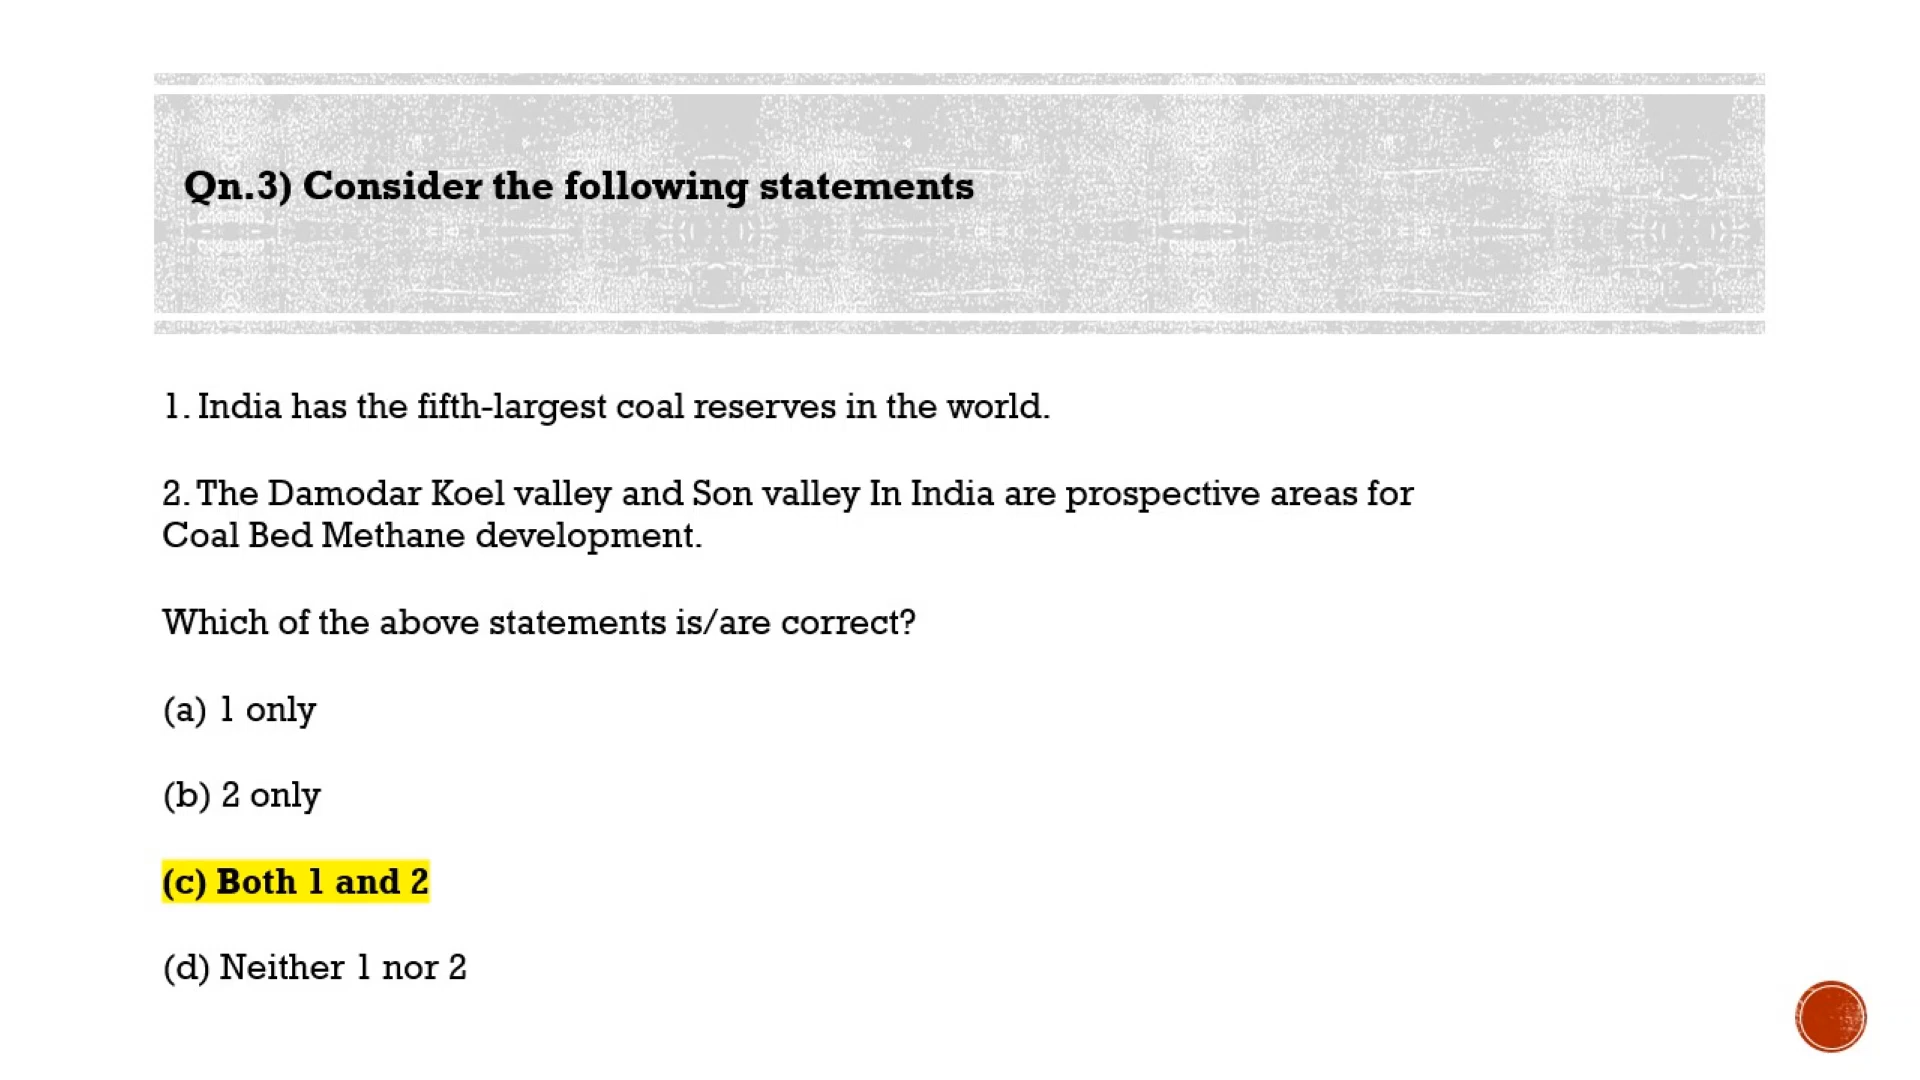 Qn.3) Consider the following statements
1. India has the fifth-largest coal reserves in the world.
2. The Damodar Koel valley and Son valley In India are prospective areas for
Coal Bed Methane development.
Which of the above statements is/are correct?
(a) 1 only
(b) 2 only
(c) Both 1 and 2
(d) Neither 1 nor 2